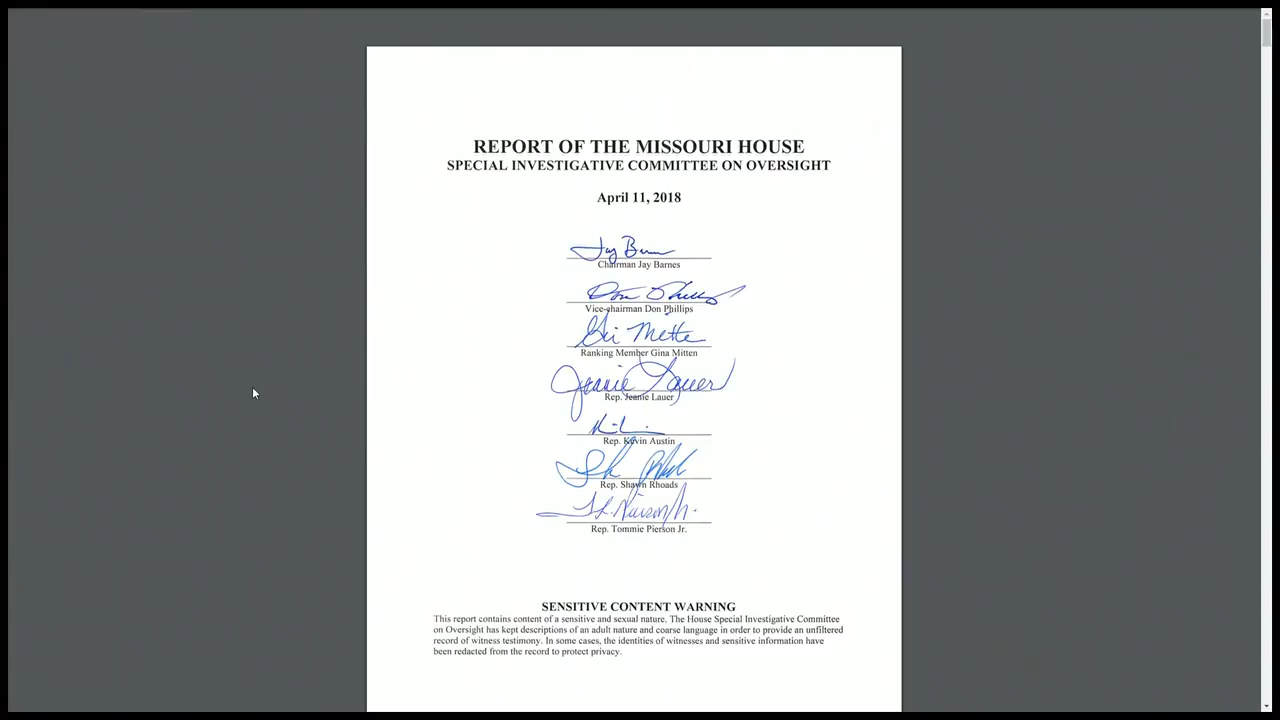 REPORT OF THE MISSOURI HOUSE
SPECIAL INVESTIGATIVE COMMITTEE ON OVERSIGHT
April 11, 2018
Chairman Jay Barnes
Vice-chairman Don Phillips
Ranking Member Gina Mitten
Jeanie Lauer
Rep. Jeanie Lauer
Rep. Kevin Austin
Rep. Shawn Rhoads
Rep. Tommie Pierson Jr.
SENSITIVE CONTENT WARNING
This report contains content of a sensitive and sexual nature. The House Special Investigative Committee
on Oversight has kept descriptions of an adult nature and coarse language in order to provide an unfiltered
record of witness testimony. In some cases, the identities of witnesses and sensitive information have
been redacted from the record to protect privacy.